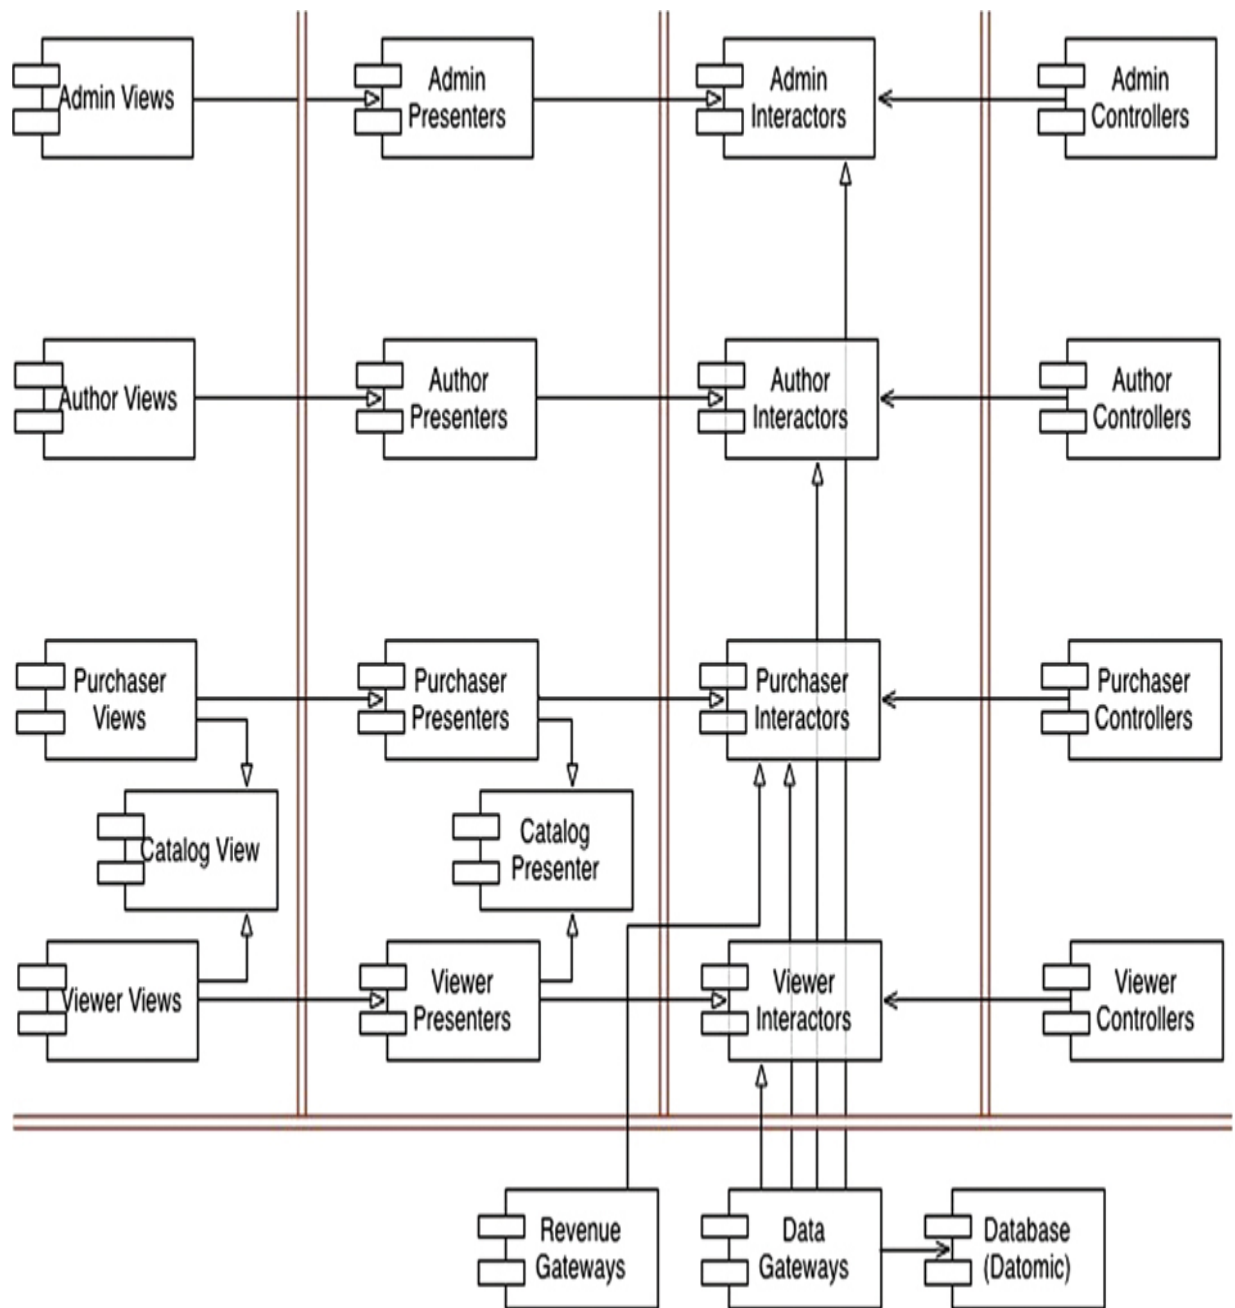 Admin Views
Admin
Presenters
Admin
Interactors
Admin
Controllers
Author Views
Author
Presenters
Author
Interactors
Author
Controllers
Purchaser
Views
Purchaser
Presenters
Purchaser
Interactors
Purchaser
Controllers
Catalog View
Catalog
Presenter
Viewer Views
Viewer
Presenters
Viewer
Interactors
Viewer
Controllers
Revenue
Gateways
Data
Gateways
Database
(Datomic)